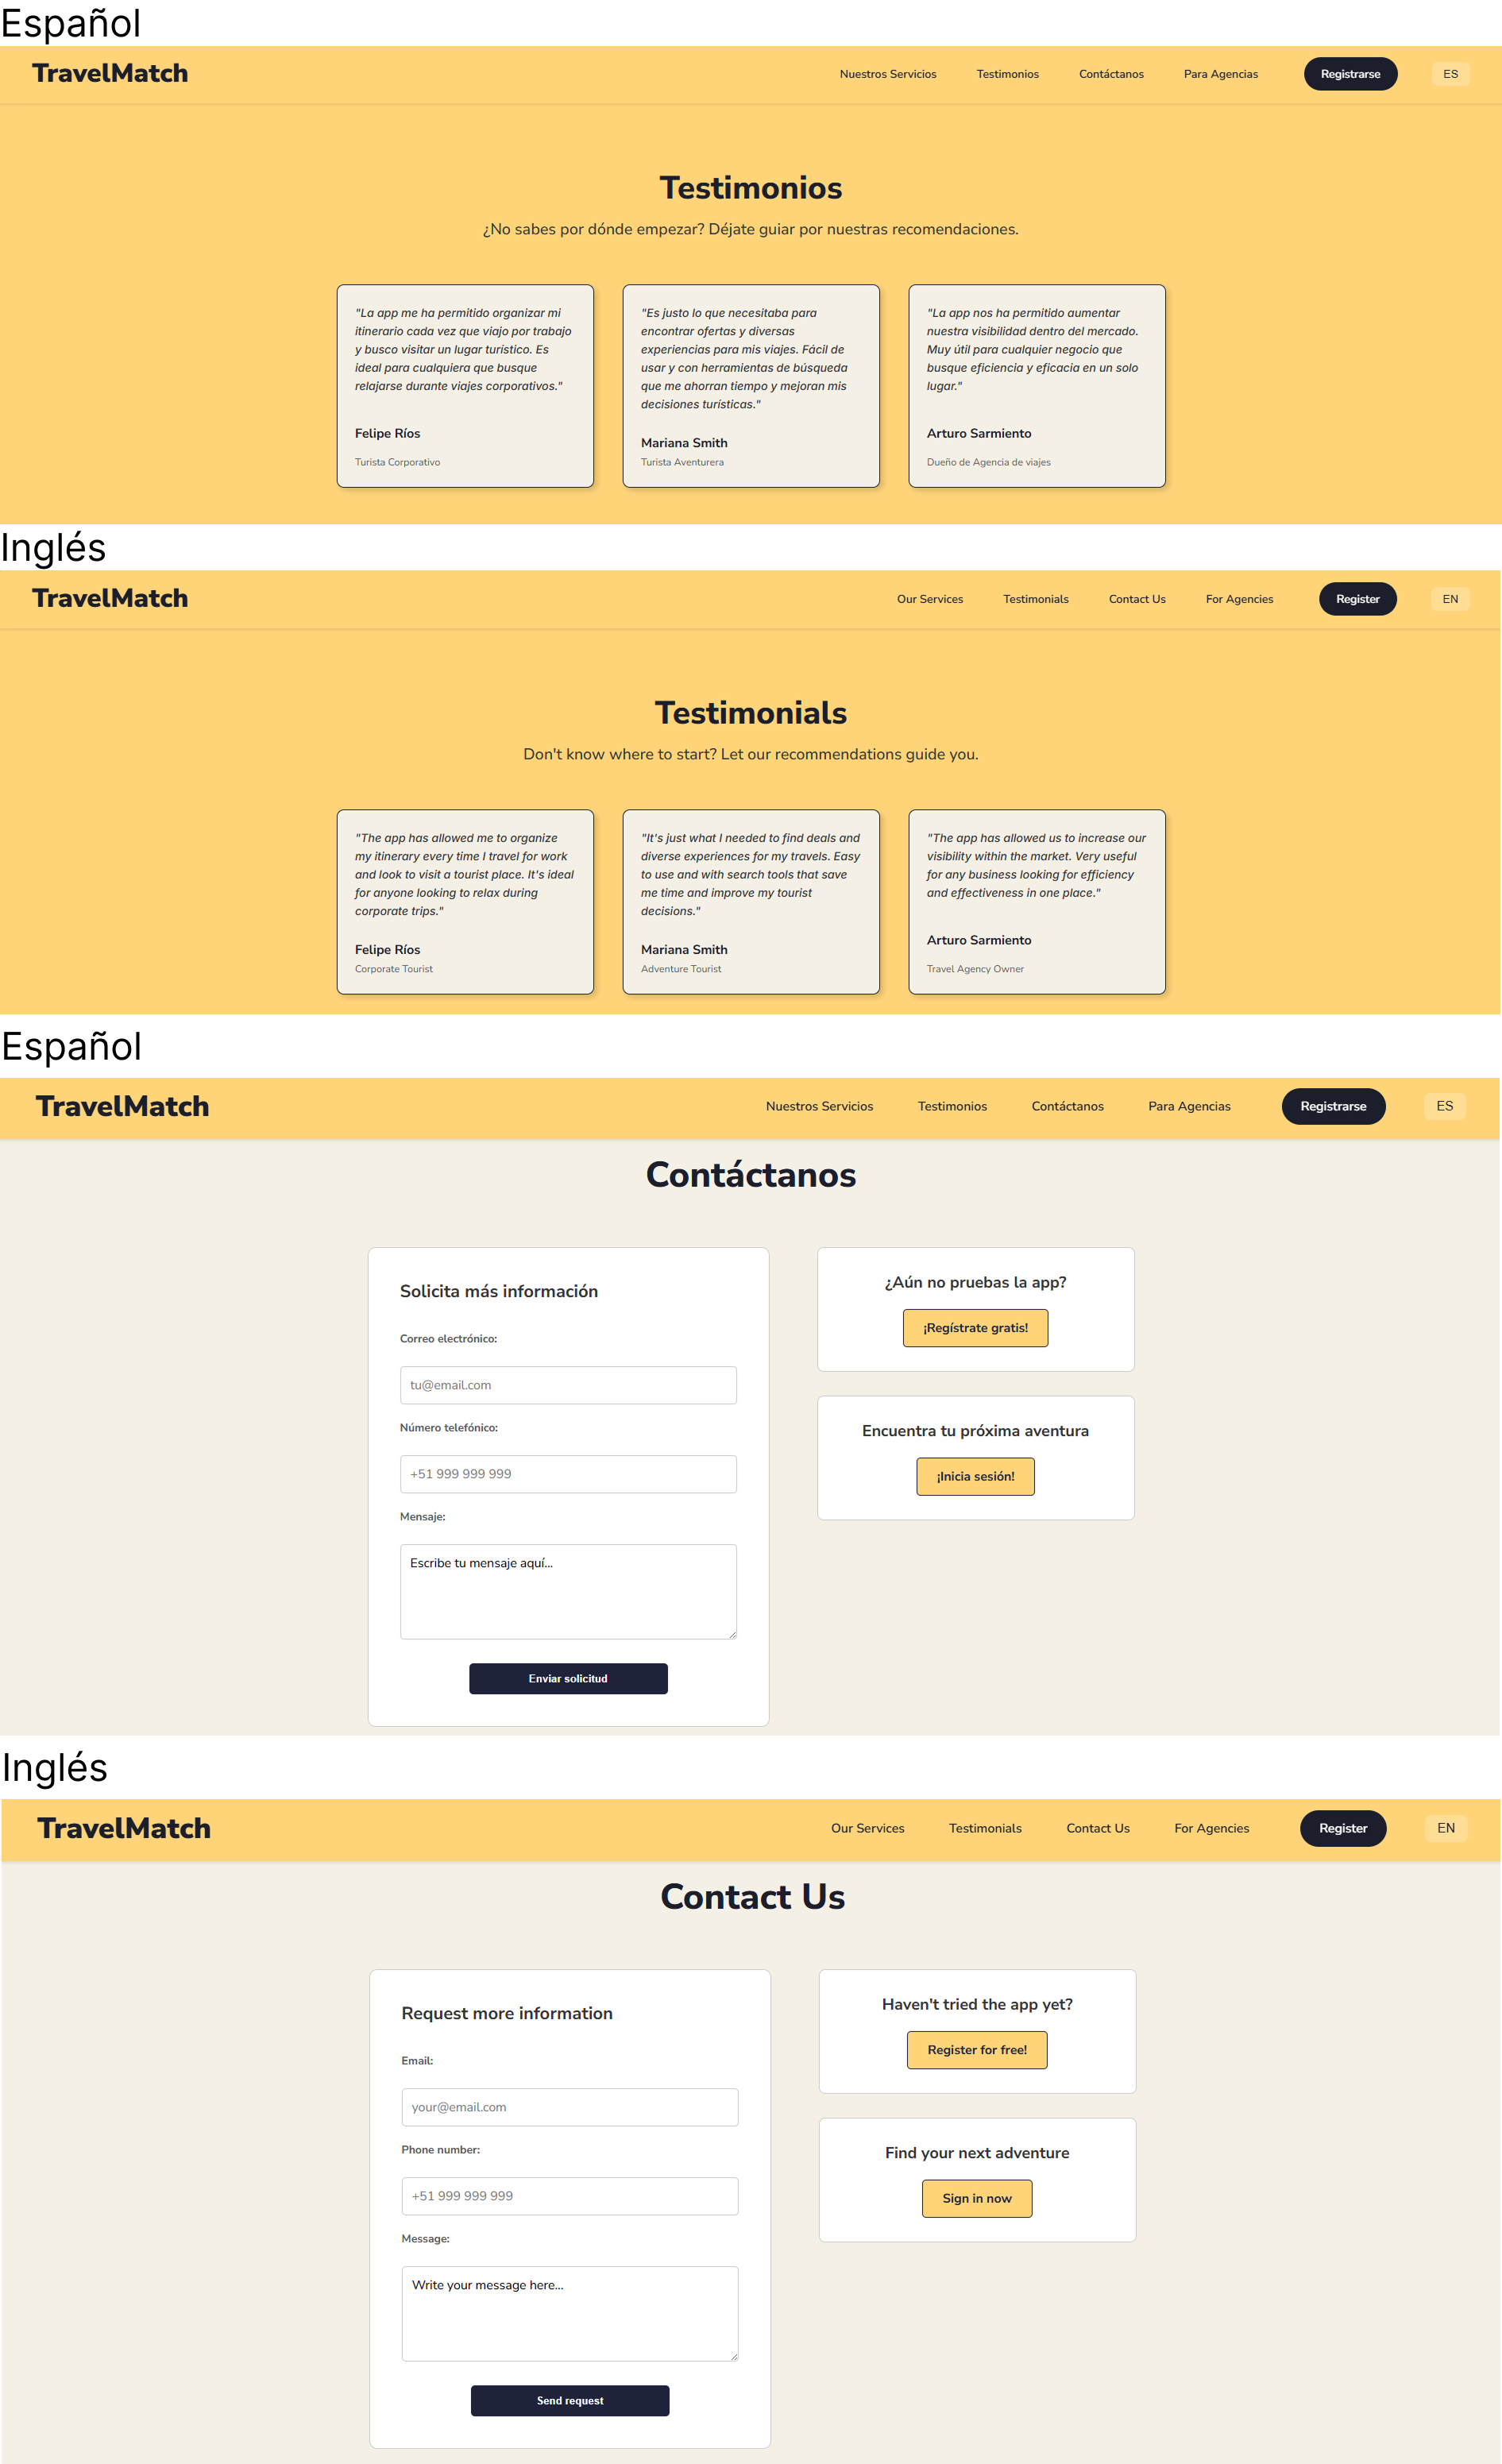 Español
TravelMatch
Nuestros Servicios Testimonios Contáctanos Para Agencias Registrarse ES
Testimonios
¿No sabes por dónde empezar? Déjate guiar por nuestras recomendaciones.
"La app me ha permitido organizar mi
itinerario cada vez que viajo por trabajo
y busco visitar un lugar turístico. Es
ideal para cualquiera que busque
relajarse durante viajes corporativos."
Felipe Ríos
Turista Corporativo
"Es justo lo que necesitaba para
encontrar ofertas y diversas
experiencias para mis viajes. Fácil de
usar y con herramientas de búsqueda
que me ahorran tiempo y mejoran mis
decisiones turísticas."
Mariana Smith
Turista Aventurera
"La app nos ha permitido aumentar
nuestra visibilidad dentro del mercado.
Muy útil para cualquier negocio que
busque eficiencia y eficacia en un solo
lugar."
Arturo Sarmiento
Dueño de Agencia de viajes
Inglés
TravelMatch
Our Services Testimonials Contact Us For Agencies Register EN
Testimonials
Don't know where to start? Let our recommendations guide you.
"The app has allowed me to organize
my itinerary every time I travel for work
and look to visit a tourist place. It's ideal
for anyone looking to relax during
corporate trips."
Felipe Ríos
Corporate Tourist
"It's just what I needed to find deals and
diverse experiences for my travels. Easy
to use and with search tools that save
me time and improve my tourist
decisions."
Mariana Smith
Adventure Tourist
"The app has allowed us to increase our
visibility within the market. Very useful
for any business looking for efficiency
and effectiveness in one place."
Arturo Sarmiento
Travel Agency Owner
Español
TravelMatch
Nuestros Servicios Testimonios Contáctanos Para Agencias Registrarse ES
Contáctanos
Solicita más información
Correo electrónico:
tu@email.com
Número telefónico:
+51 999 999 999
Mensaje:
Escribe tu mensaje aquí...
Enviar solicitud
¿Aún no pruebas la app?
¡Regístrate gratis!
Encuentra tu próxima aventura
¡Inicia sesión!
Inglés
TravelMatch
Our Services Testimonials Contact Us For Agencies Register EN
Contact Us
Request more information
Email:
your@email.com
Phone number:
+51 999 999 999
Message:
Write your message here...
Send request
Haven't tried the app yet?
Register for free!
Find your next adventure
Sign in now